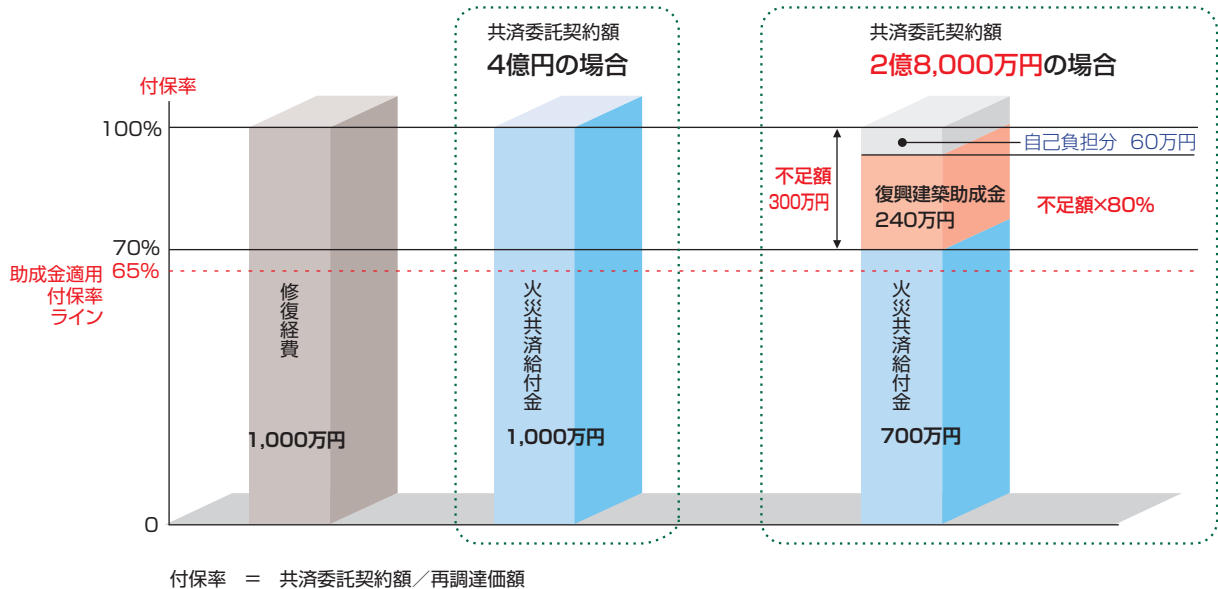 共済委託契約額
4億円の場合
共済委託契約額
2億8,000万円の場合
付保率
100%
70%
65%
助成金適用
付保率
ライン
0
修復経費
1,000万円
火災共済給付金
1,000万円
不足額
300万円
自己負担分 60万円
復興建築助成金
240万円
不足額×80%
火災共済給付金
700万円
付保率 = 共済委託契約額/再調達価額